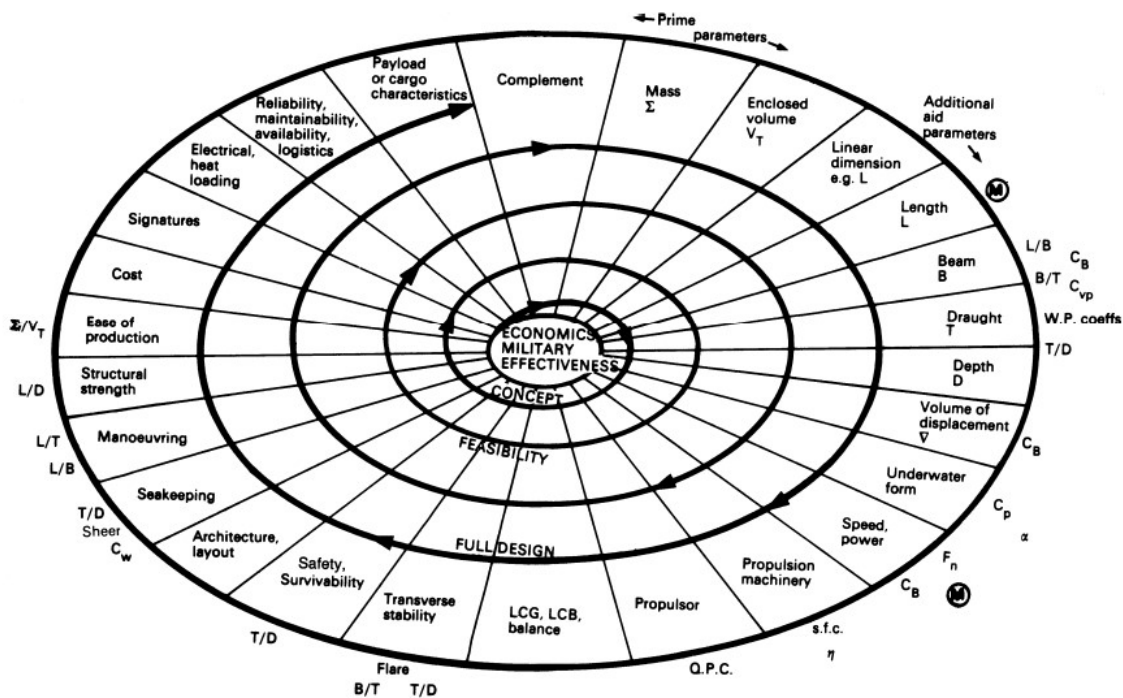 Prime
parameters
Payload
or cargo
characteristics
Complement
Mass
Σ
Enclosed
volume
V_T
Linear
dimension
e.g. L
Additional
aid
parameters
M
Length
L
L/B C_B
Beam
B
B/T C_vp
Draught
T
W.P. coeffs
T/D
Depth
D
Volume of
displacement
∇
C_B
Underwater
form
C_p
α
Speed,
power
F_n
M
C_B
Propulsion
machinery
s.f.c.
η
Propulsor
Q.P.C.
LCG, LCB,
balance
Transverse
stability
Flare
B/T T/D
Safety,
Survivability
T/D
Architecture,
layout
Seakeeping
T/D
Sheer
C_w
Manoeuvring
L/T
L/B
Structural
strength
L/D
Ease of
production
Σ/V_T
Cost
Signatures
Electrical,
heat
loading
Reliability,
maintainability,
availability,
logistics
ECONOMICS
MILITARY
EFFECTIVENESS
CONCEPT
FEASIBILITY
FULL DESIGN